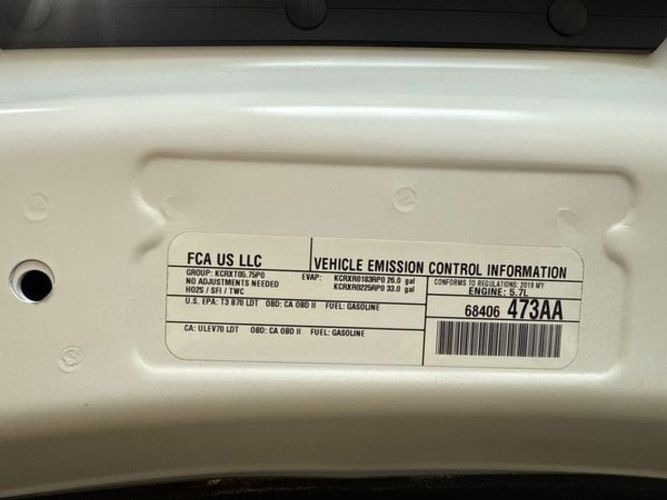 FCA US LLC
VEHICLE EMISSION CONTROL INFORMATION
GROUP: KCRXT05.75P0
EVAP: KCRXR0183RP0 26.0 gal
KCRXR0225RP0 33.0 gal
NO ADJUSTMENTS NEEDED
HO2S / SFI / TWC
CONFORMS TO REGULATIONS: 2019 MY
ENGINE: 5.7L
U.S. EPA: T3 B70 LDT OBD: CA OBD II FUEL: GASOLINE
68406 473AA
CA: ULEV70 LDT OBD: CA OBD II FUEL: GASOLINE